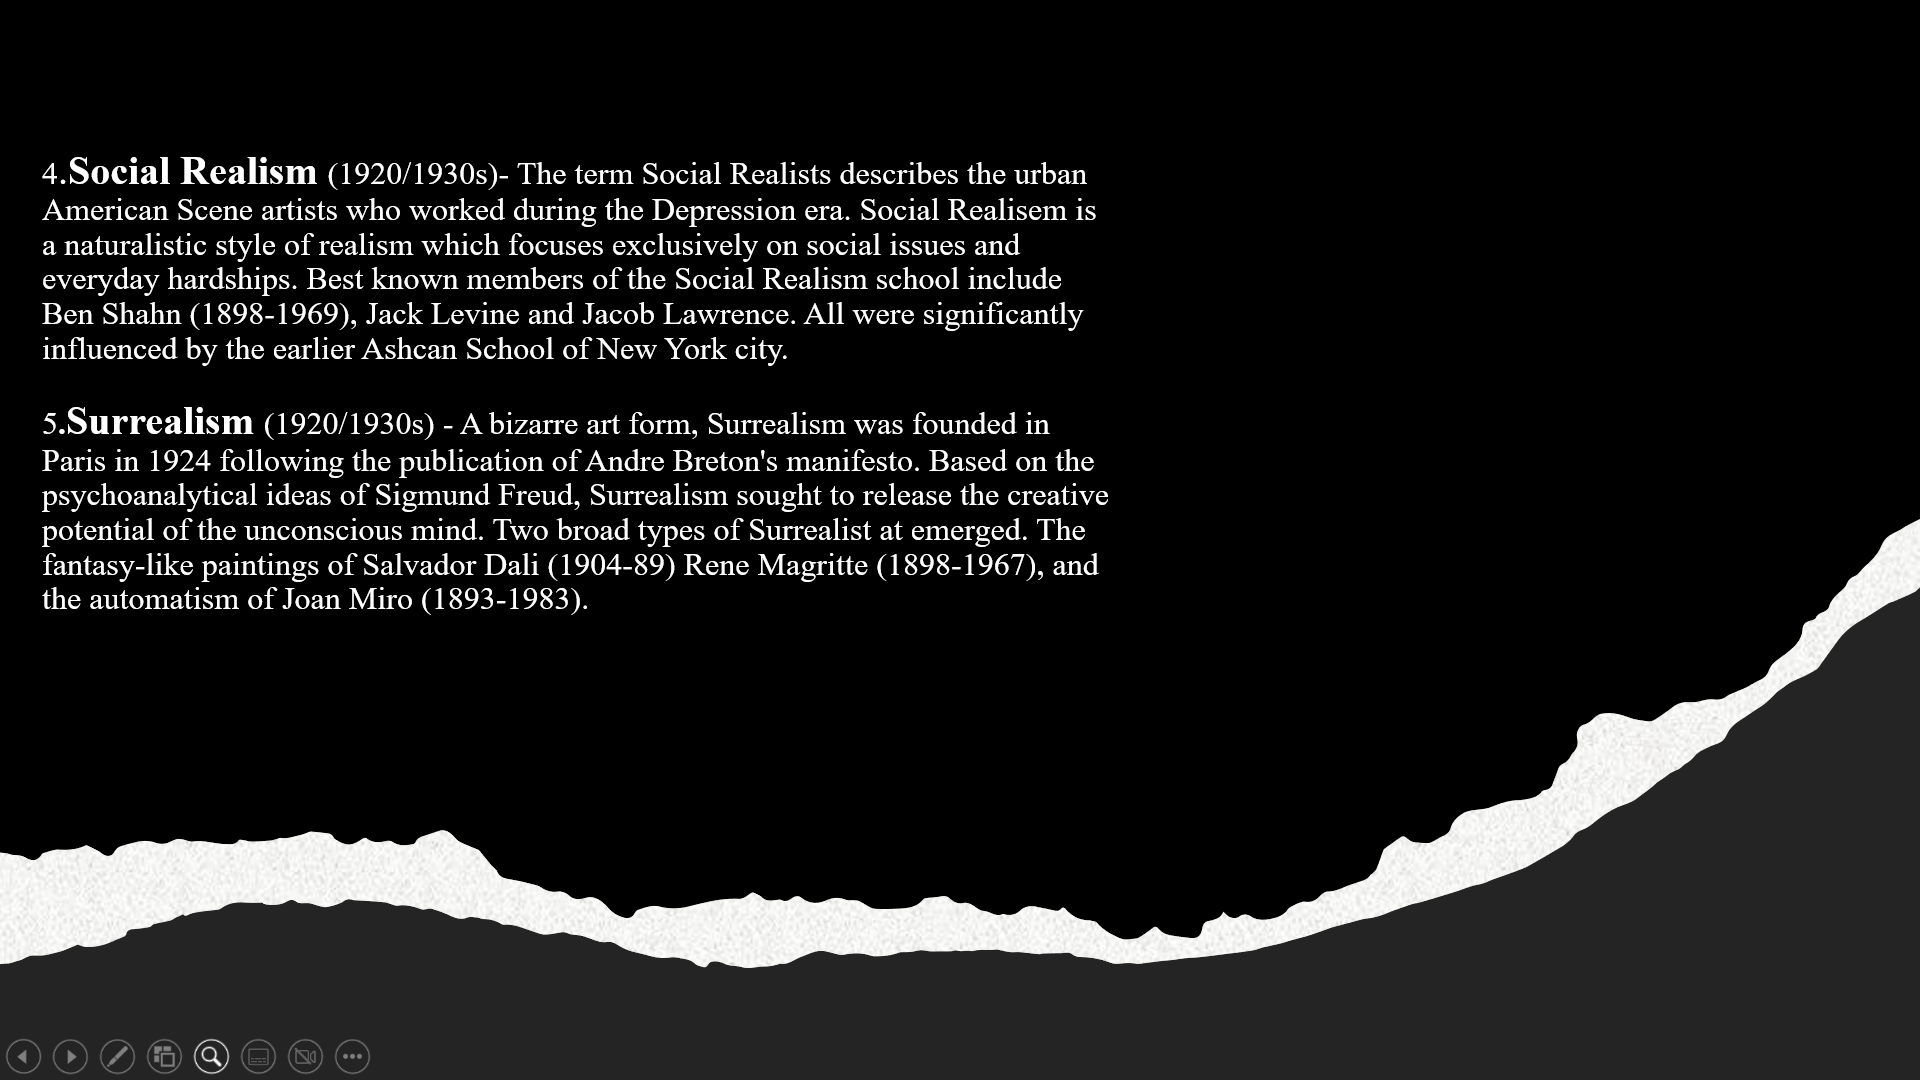 4.Social Realism (1920/1930s)- The term Social Realists describes the urban
American Scene artists who worked during the Depression era. Social Realisem is
a naturalistic style of realism which focuses exclusively on social issues and
everyday hardships. Best known members of the Social Realism school include
Ben Shahn (1898-1969), Jack Levine and Jacob Lawrence. All were significantly
influenced by the earlier Ashcan School of New York city.
5.Surrealism (1920/1930s) - A bizarre art form, Surrealism was founded in
Paris in 1924 following the publication of Andre Breton's manifesto. Based on the
psychoanalytical ideas of Sigmund Freud, Surrealism sought to release the creative
potential of the unconscious mind. Two broad types of Surrealist at emerged. The
fantasy-like paintings of Salvador Dali (1904-89) Rene Magritte (1898-1967), and
the automatism of Joan Miro (1893-1983).